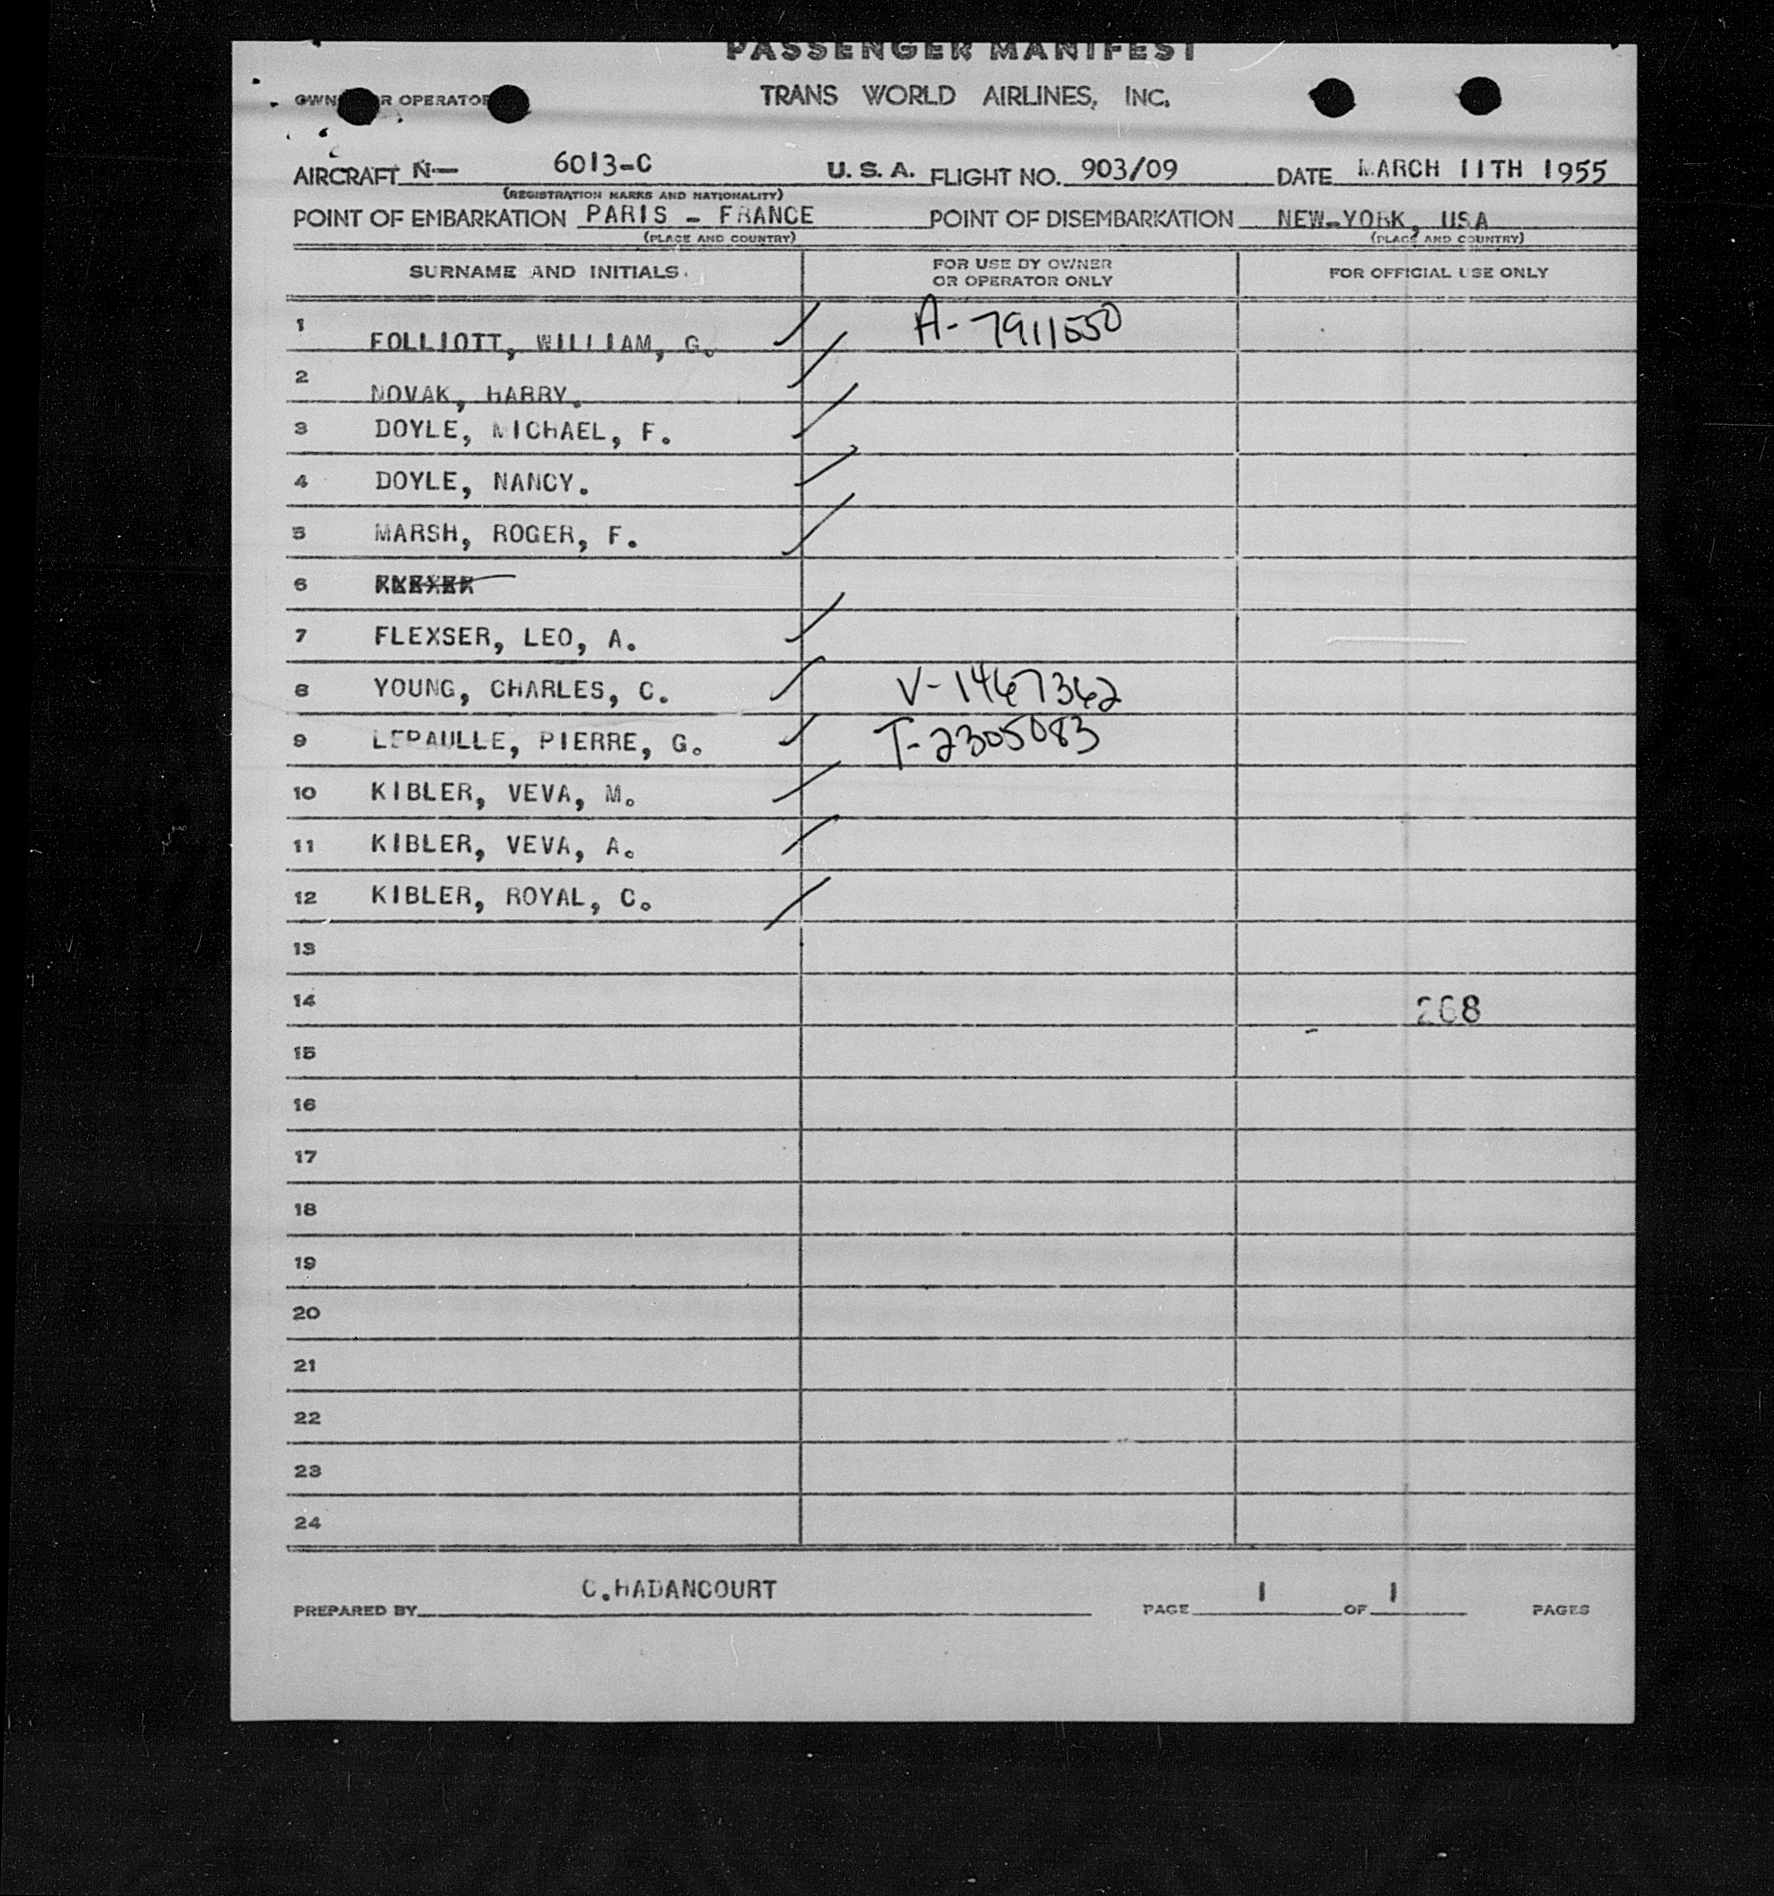 PASSENGER MANIFEST
OWNER OR OPERATOR TRANS WORLD AIRLINES, INC.
AIRCRAFT N— 6013-C U. S. A. FLIGHT NO. 903/09 DATE MARCH 11TH 1955
(REGISTRATION MARKS AND NATIONALITY)
POINT OF EMBARKATION PARIS - FRANCE POINT OF DISEMBARKATION NEW-YORK, USA
(PLACE AND COUNTRY) (PLACE AND COUNTRY)
SURNAME AND INITIALS. FOR USE BY OWNER OR OPERATOR ONLY FOR OFFICIAL USE ONLY
1 FOLLIOTT, WILLIAM, G. A-7911550
2 NOVAK, HARRY.
3 DOYLE, MICHAEL, F.
4 DOYLE, NANCY.
5 MARSH, ROGER, F.
6
7 FLEXSER, LEO, A.
8 YOUNG, CHARLES, C. V-1467362
9 LEPAULLE, PIERRE, G. T-2305083
10 KIBLER, VEVA, M.
11 KIBLER, VEVA, A.
12 KIBLER, ROYAL, C.
13
14 268
15
16
17
18
19
20
21
22
23
24
PREPARED BY C.HADANCOURT PAGE 1 OF 1 PAGES